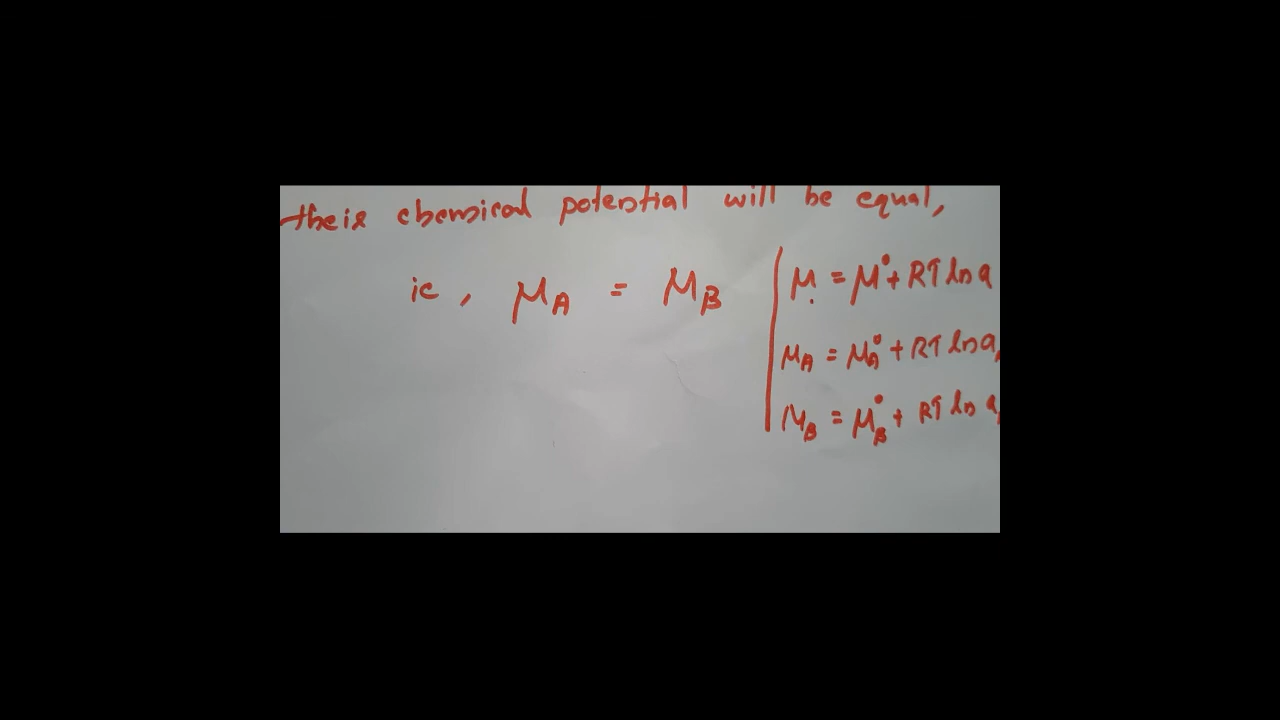 their chemical potential will be equal,
ie, μA = μB
μ = μ° + RT ln a
μA = μA° + RT ln a
μB = μB° + RT ln a